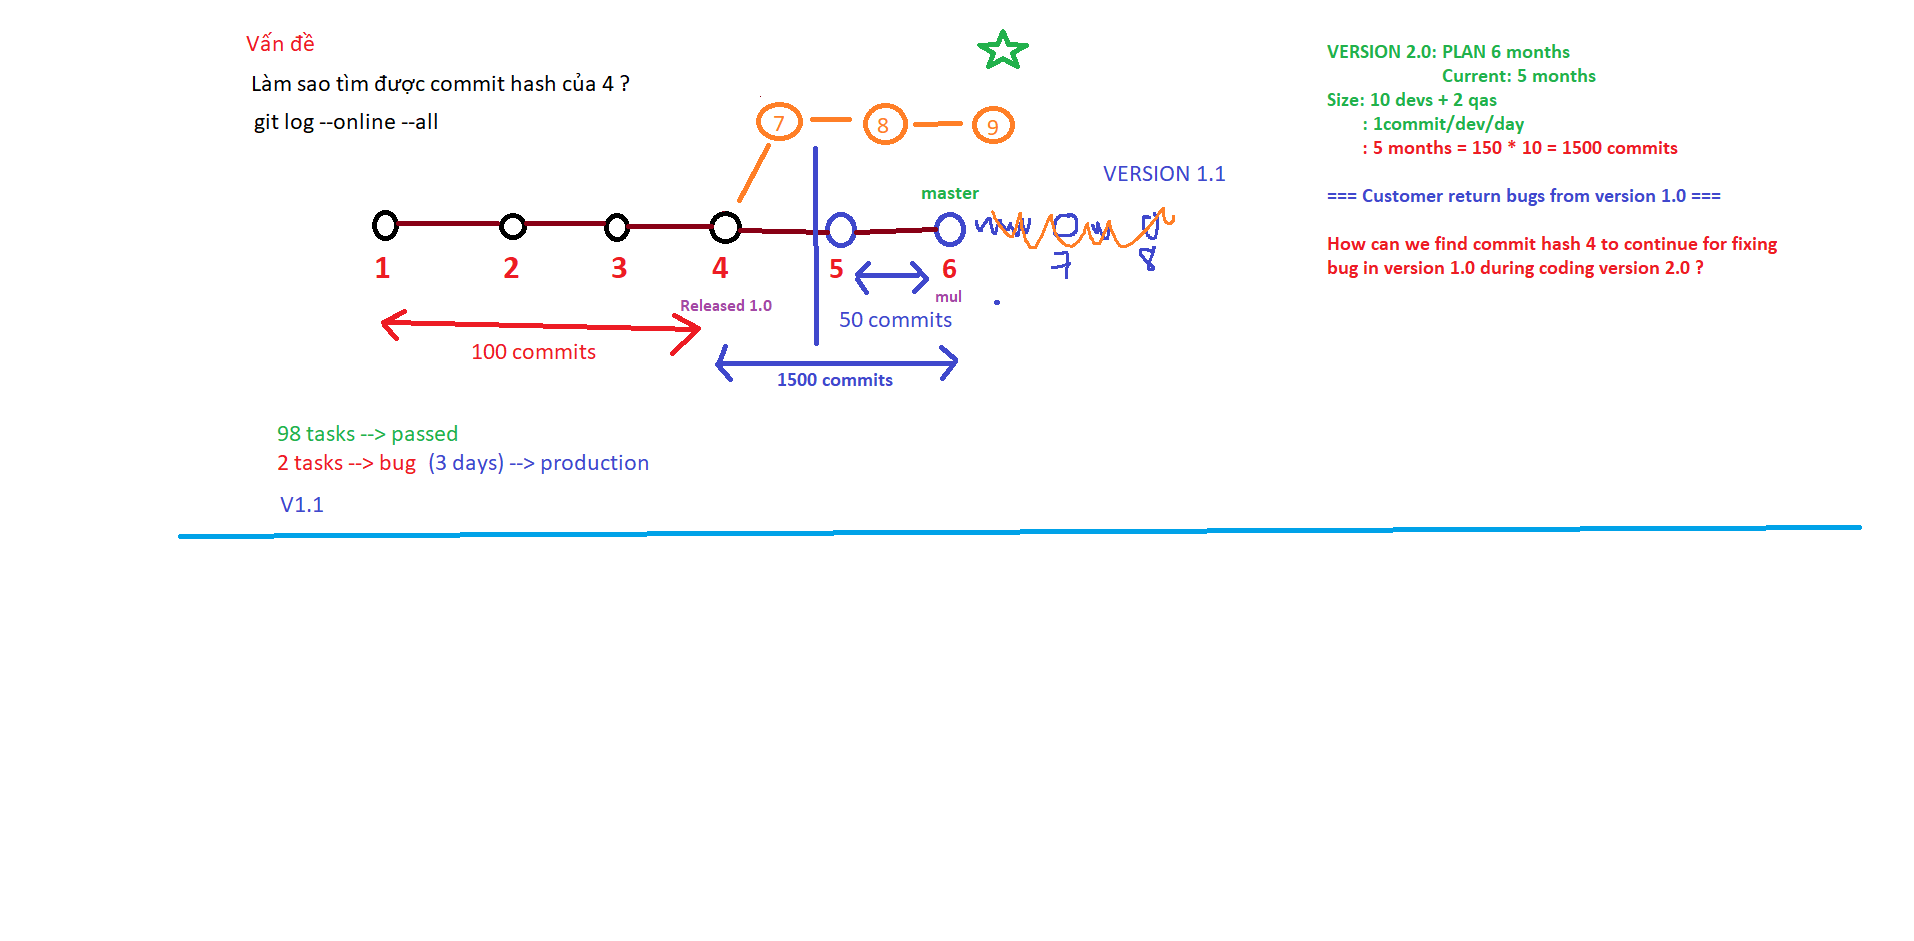 Vấn đề
Làm sao tìm được commit hash của 4 ?
git log --online --all
7
8
9
VERSION 1.1
master
1
2
3
4
5
6
7
8
Released 1.0
mul
50 commits
100 commits
1500 commits
98 tasks --> passed
2 tasks --> bug (3 days) --> production
V1.1
VERSION 2.0: PLAN 6 months
Current: 5 months
Size: 10 devs + 2 qas
: 1commit/dev/day
: 5 months = 150 * 10 = 1500 commits
=== Customer return bugs from version 1.0 ===
How can we find commit hash 4 to continue for fixing
bug in version 1.0 during coding version 2.0 ?